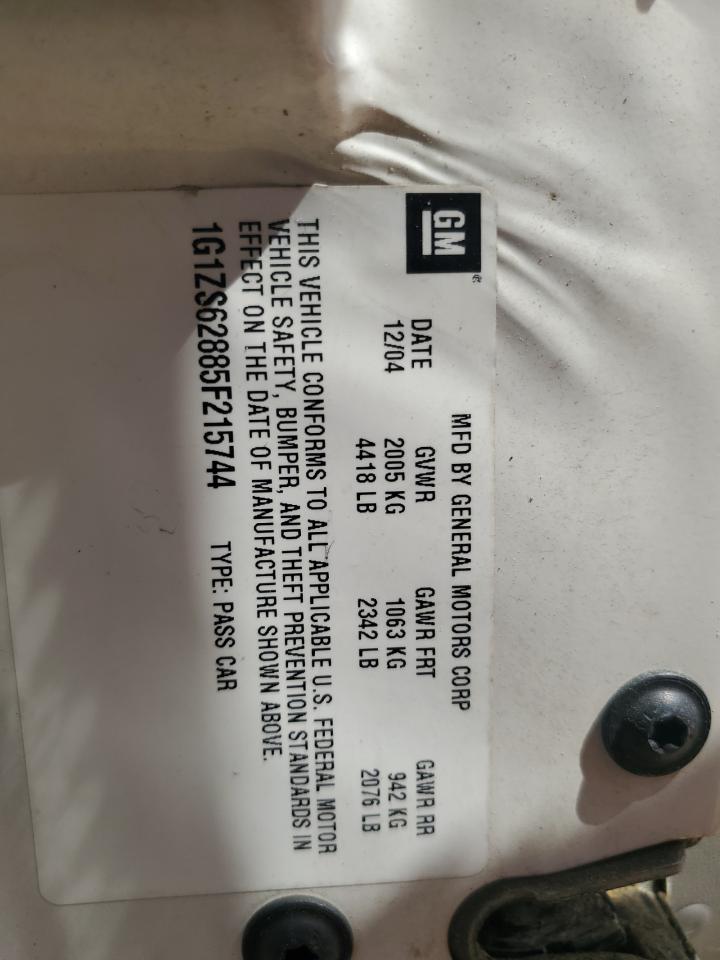 GM®
MFD BY GENERAL MOTORS CORP
DATE GVWR GAWR FRT GAWR RR
12/04 2005 KG 1063 KG 942 KG
4418 LB 2342 LB 2076 LB
THIS VEHICLE CONFORMS TO ALL APPLICABLE U.S. FEDERAL MOTOR
VEHICLE SAFETY, BUMPER, AND THEFT PREVENTION STANDARDS IN
EFFECT ON THE DATE OF MANUFACTURE SHOWN ABOVE.
1G1ZS62885F215744 TYPE: PASS CAR